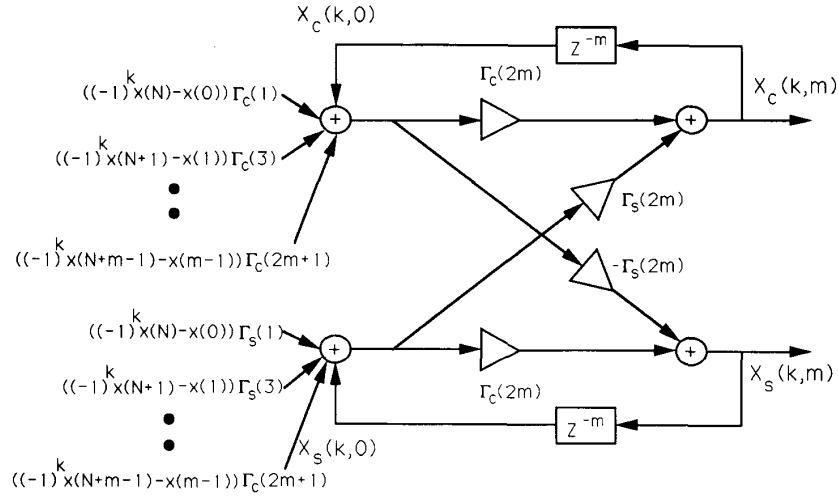 X_c(k,0)
Z^{-m}
Γ_c(2m)
X_c(k,m)
((-1)^k x(N)-x(0))Γ_c(1)
+
+
((-1)^k x(N+1)-x(1))Γ_c(3)
Γ_s(2m)
((-1)^k x(N+m-1)-x(m-1))Γ_c(2m+1)
-Γ_s(2m)
((-1)^k x(N)-x(0))Γ_s(1)
+
+
((-1)^k x(N+1)-x(1))Γ_s(3)
Γ_c(2m)
X_s(k,m)
Z^{-m}
X_s(k,0)
((-1)^k x(N+m-1)-x(m-1))Γ_c(2m+1)